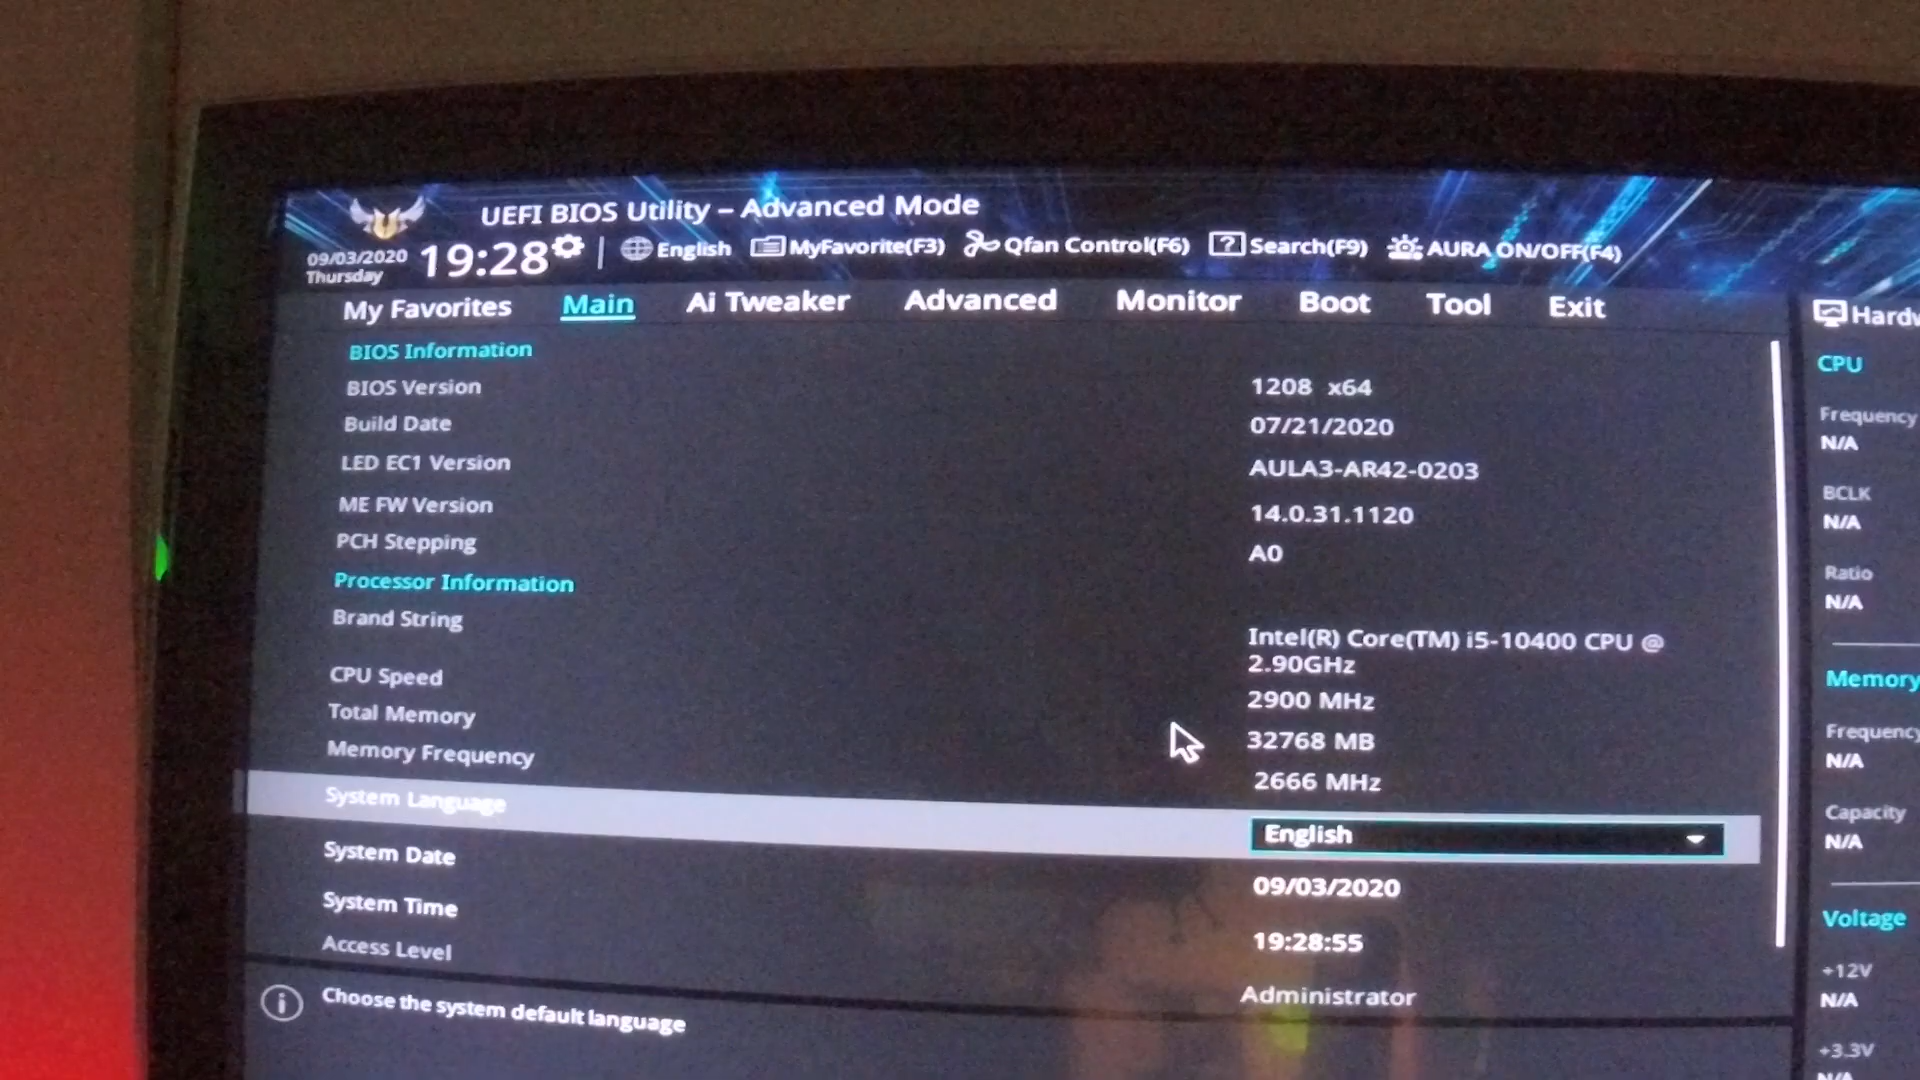 UEFI BIOS Utility – Advanced Mode
09/03/2020 Thursday 19:28 English MyFavorite(F3) Qfan Control(F6) Search(F9) AURA ON/OFF(F4)
My Favorites Main Ai Tweaker Advanced Monitor Boot Tool Exit
BIOS Information
BIOS Version 1208 x64
Build Date 07/21/2020
LED EC1 Version AULA3-AR42-0203
ME FW Version 14.0.31.1120
PCH Stepping A0
Processor Information
Brand String Intel(R) Core(TM) i5-10400 CPU @
2.90GHz
CPU Speed 2900 MHz
Total Memory 32768 MB
Memory Frequency 2666 MHz
System Language English
System Date 09/03/2020
System Time 19:28:55
Access Level Administrator
Choose the system default language
CPU
Frequency
N/A
BCLK
N/A
Ratio
N/A
Memory
Frequency
N/A
Capacity
N/A
Voltage
+12V
N/A
+3.3V
N/A